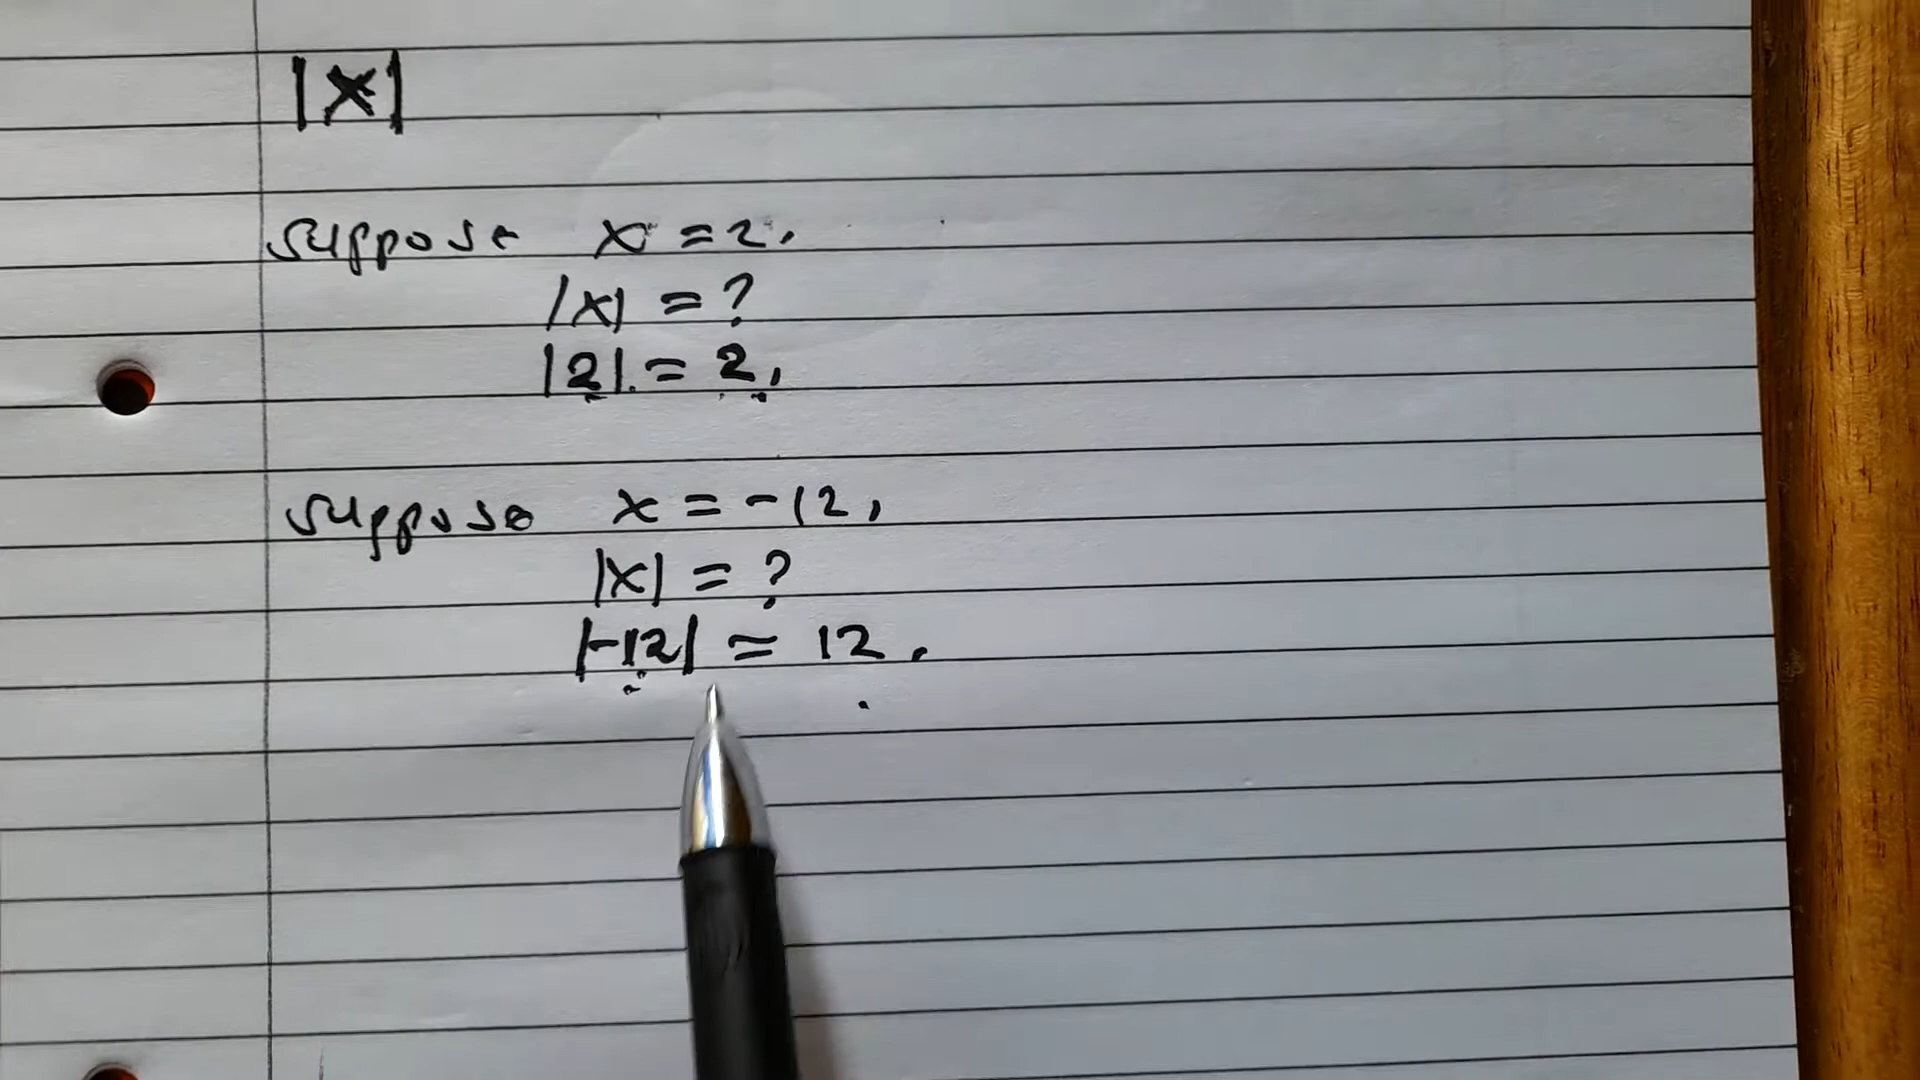 |x|
suppose x = 2,
|x| = ?
|2| = 2,
suppose x = -12,
|x| = ?
|-12| = 12.